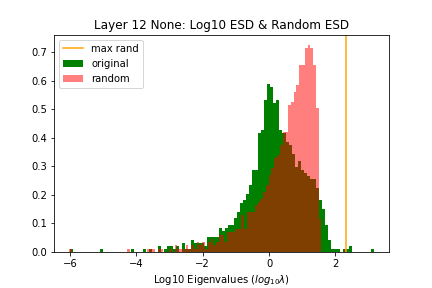 Layer 12 None: Log10 ESD & Random ESD
max rand
original
random
0.7
0.6
0.5
0.4
0.3
0.2
0.1
0.0
−6 −4 −2 0 2
Log10 Eigenvalues (log₁₀λ)